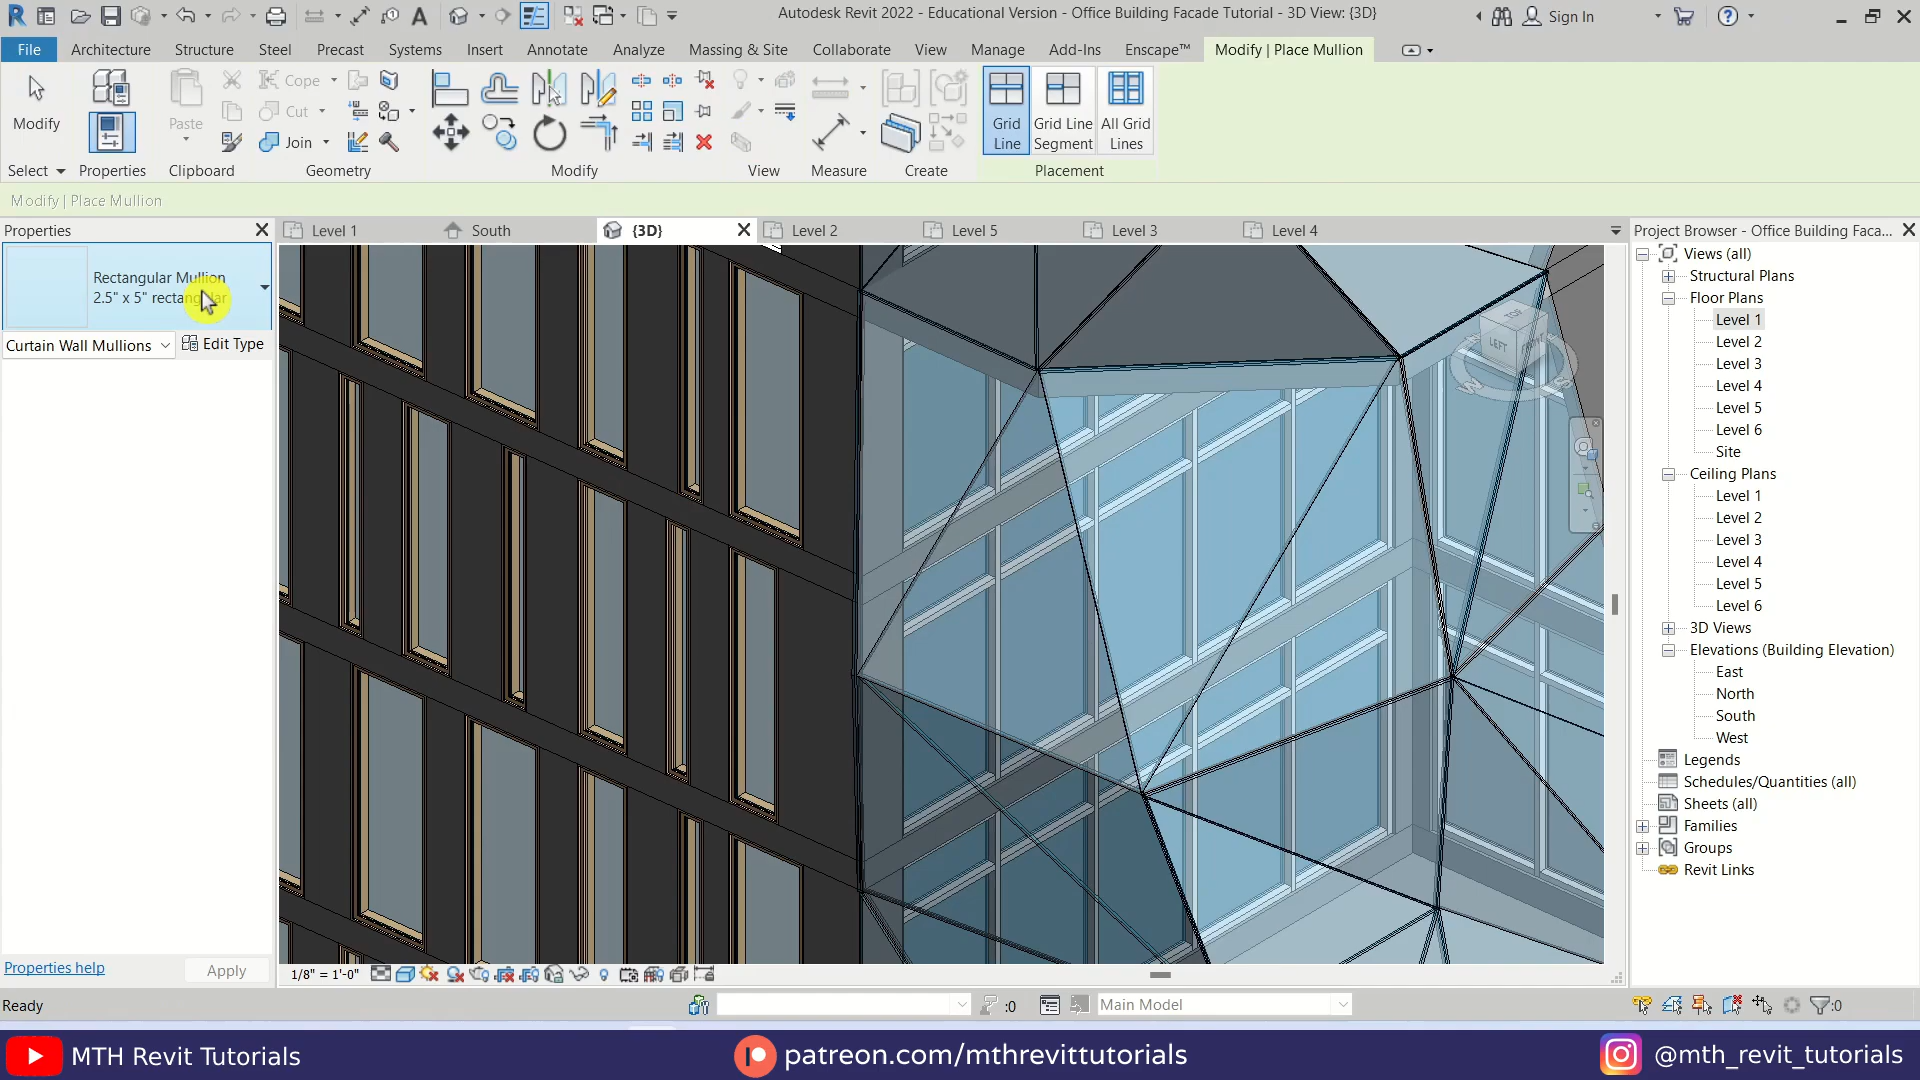 Autodesk Revit 2022 - Educational Version - Office Building Facade Tutorial - 3D View: {3D}
Sign In
File Architecture Structure Steel Precast Systems Insert Annotate Analyze Massing & Site Collaborate View Manage Add-Ins Enscape™ Modify | Place Mullion
Modify
Paste
Cope
Cut
Join
Grid Line
Grid Line Segment
All Grid Lines
Select Properties Clipboard Geometry Modify View Measure Create Placement
Modify | Place Mullion
Properties
Level 1
South
{3D}
Level 2
Level 5
Level 3
Level 4
Project Browser - Office Building Faca...
Rectangular Mullion
2.5" x 5" rectangular
Curtain Wall Mullions
Edit Type
TOP
LEFT
W
S
Views (all)
Structural Plans
Floor Plans
Level 1
Level 2
Level 3
Level 4
Level 5
Level 6
Site
Ceiling Plans
Level 1
Level 2
Level 3
Level 4
Level 5
Level 6
3D Views
Elevations (Building Elevation)
East
North
South
West
Legends
Schedules/Quantities (all)
Sheets (all)
Families
Groups
Revit Links
Properties help
Apply
1/8" = 1'-0"
Ready
:0
Main Model
:0
MTH Revit Tutorials
patreon.com/mthrevittutorials
@mth_revit_tutorials